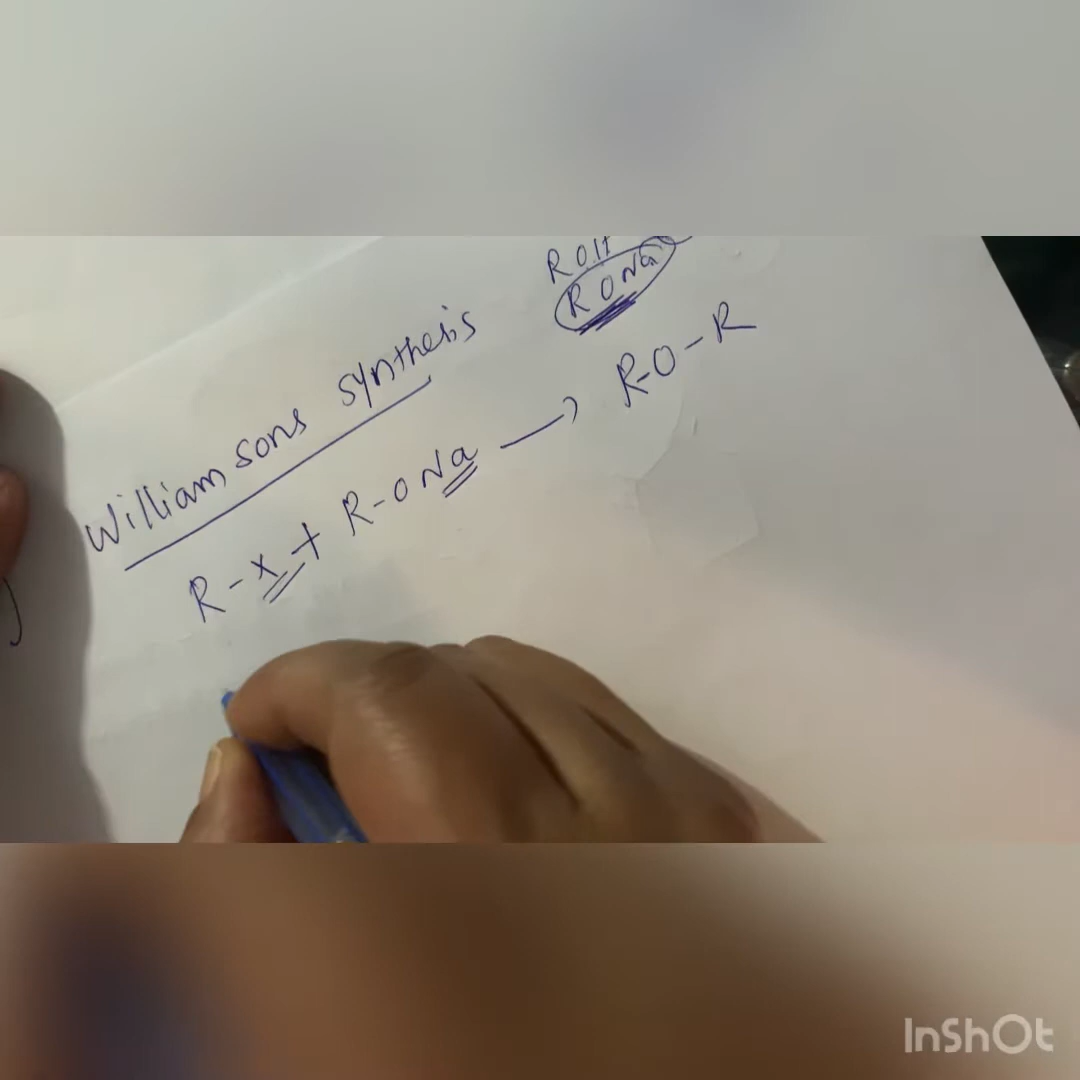 ROH
RONa
Williamsons synthesis
R-X + R-ONa → R-O-R
InShOt